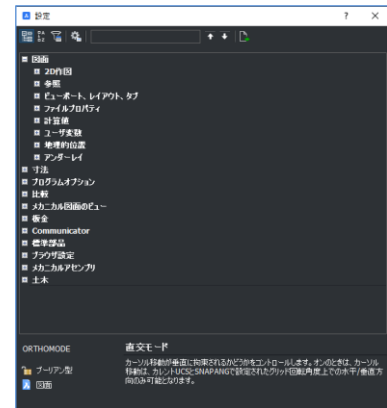 設定
図面
2D作図
参照
ビューポート、レイアウト、タブ
ファイルプロパティ
計算値
ユーザ変数
地理的位置
アンダーレイ
寸法
プログラムオプション
比較
メカニカル図面のビュー
板金
Communicator
標準部品
ブラウザ設定
メカニカルアセンブリ
土木
ORTHOMODE
直交モード
カーソル移動が垂直に拘束されるかどうかをコントロールします。オンのときは、カーソル
移動は、カレントUCSとSNAPANGで設定されたグリッド回転角度上での水平/垂直方
向のみ可能となります。
ブーリアン型
図面